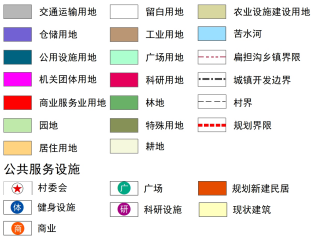 交通运输用地 留白用地 农业设施建设用地
仓储用地 工业用地 苦水河
公用设施用地 广场用地 扁担沟乡镇界限
机关团体用地 科研用地 城镇开发边界
商业服务业用地 林地 村界
园地 特殊用地 规划界限
居住用地 耕地
公共服务设施
村委会 广 广场 规划新建民居
体 健身设施 研 科研设施 现状建筑
商 商业